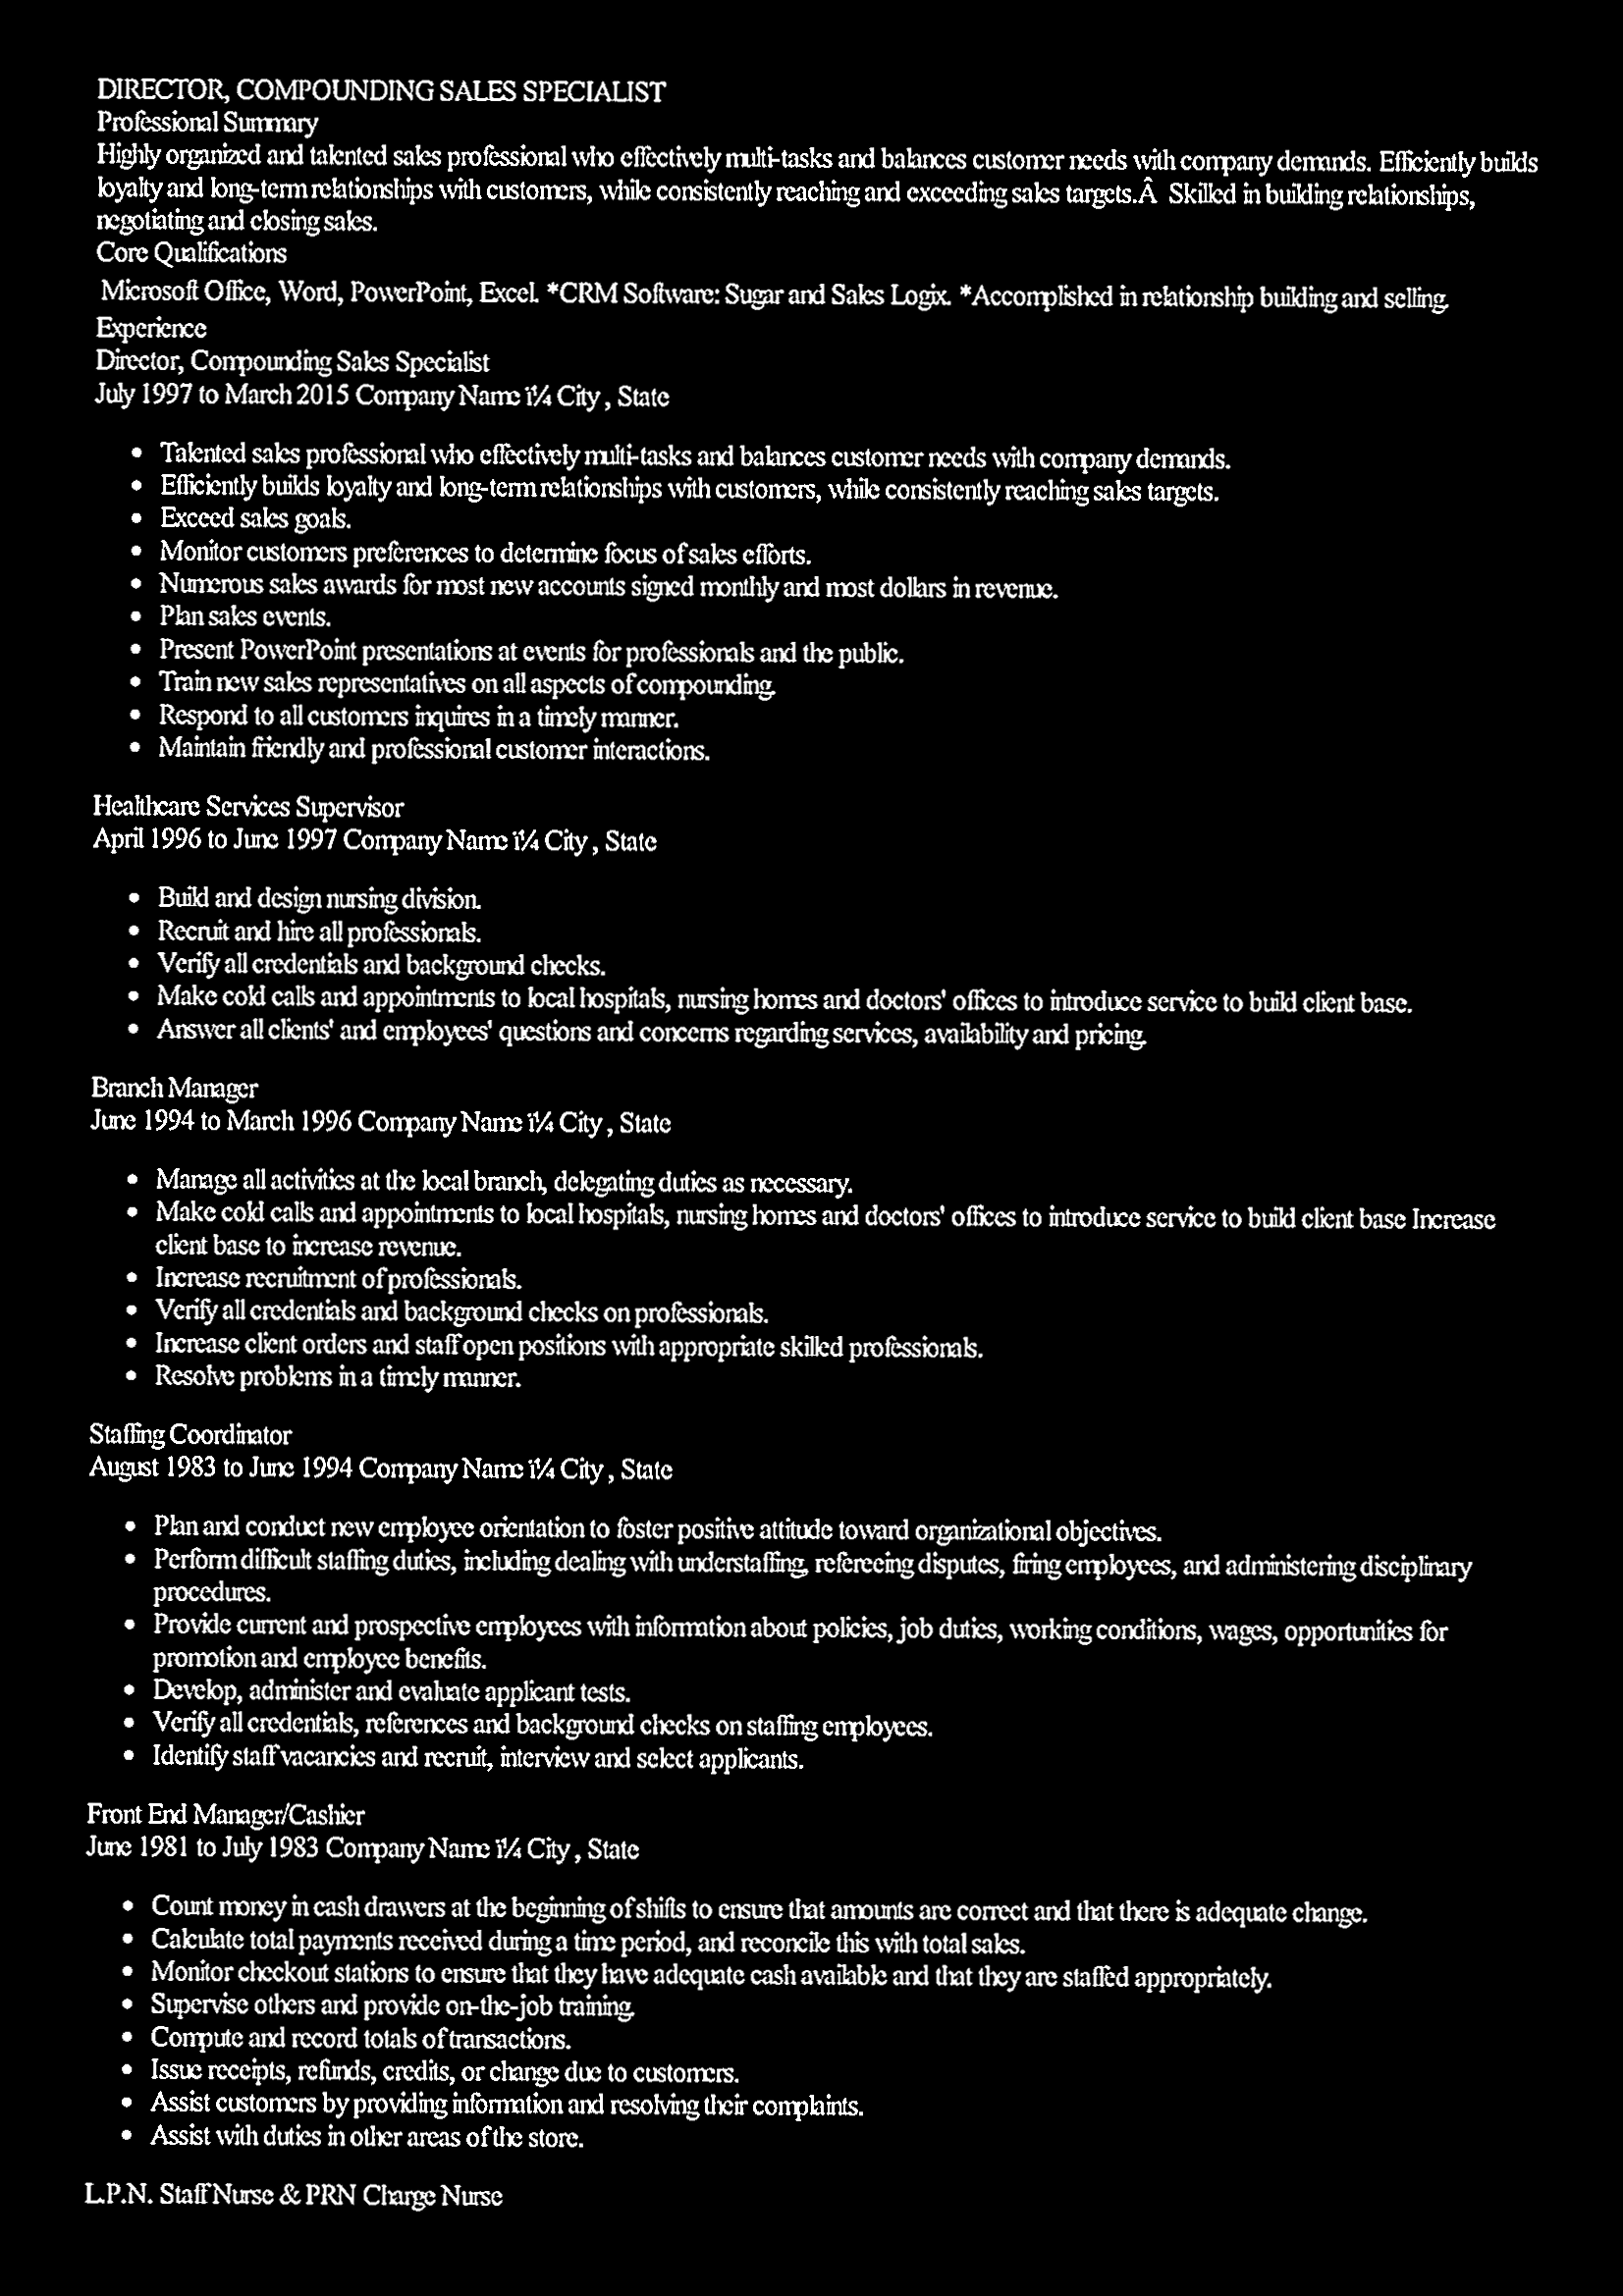 DIRECTOR, COMPOUNDING SALES SPECIALIST
Professional Summary
Highly organized and talented sales professional who effectively multi-tasks and balances customer needs with company demands. Efficiently builds
loyalty and long-term relationships with customers, while consistently reaching and exceeding sales targets.Â Skilled in building relationships,
negotiating and closing sales.
Core Qualifications
Microsoft Office, Word, PowerPoint, Excel. *CRM Software: Sugar and Sales Logix. *Accomplished in relationship building and selling.
Experience
Director, Compounding Sales Specialist
July 1997 to March 2015 Company Name ï¼ City , State
• Talented sales professional who effectively multi-tasks and balances customer needs with company demands.
• Efficiently builds loyalty and long-term relationships with customers, while consistently reaching sales targets.
• Exceed sales goals.
• Monitor customers preferences to determine focus of sales efforts.
• Numerous sales awards for most new accounts signed monthly and most dollars in revenue.
• Plan sales events.
• Present PowerPoint presentations at events for professionals and the public.
• Train new sales representatives on all aspects of compounding.
• Respond to all customers inquires in a timely manner.
• Maintain friendly and professional customer interactions.
Healthcare Services Supervisor
April 1996 to June 1997 Company Name ï¼ City , State
• Build and design nursing division.
• Recruit and hire all professionals.
• Verify all credentials and background checks.
• Make cold calls and appointments to local hospitals, nursing homes and doctors' offices to introduce service to build client base.
• Answer all clients' and employees' questions and concerns regarding services, availability and pricing.
Branch Manager
June 1994 to March 1996 Company Name ï¼ City , State
• Manage all activities at the local branch, delegating duties as necessary.
• Make cold calls and appointments to local hospitals, nursing homes and doctors' offices to introduce service to build client base Increase
client base to increase revenue.
• Increase recruitment of professionals.
• Verify all credentials and background checks on professionals.
• Increase client orders and staff open positions with appropriate skilled professionals.
• Resolve problems in a timely manner.
Staffing Coordinator
August 1983 to June 1994 Company Name ï¼ City , State
• Plan and conduct new employee orientation to foster positive attitude toward organizational objectives.
• Perform difficult staffing duties, including dealing with understaffing, refereeing disputes, firing employees, and administering disciplinary
procedures.
• Provide current and prospective employees with information about policies, job duties, working conditions, wages, opportunities for
promotion and employee benefits.
• Develop, administer and evaluate applicant tests.
• Verify all credentials, references and background checks on staffing employees.
• Identify staff vacancies and recruit, interview and select applicants.
Front End Manager/Cashier
June 1981 to July 1983 Company Name ï¼ City , State
• Count money in cash drawers at the beginning of shifts to ensure that amounts are correct and that there is adequate change.
• Calculate total payments received during a time period, and reconcile this with total sales.
• Monitor checkout stations to ensure that they have adequate cash available and that they are staffed appropriately.
• Supervise others and provide on-the-job training.
• Compute and record totals of transactions.
• Issue receipts, refunds, credits, or change due to customers.
• Assist customers by providing information and resolving their complaints.
• Assist with duties in other areas of the store.
L.P.N. Staff Nurse & PRN Charge Nurse